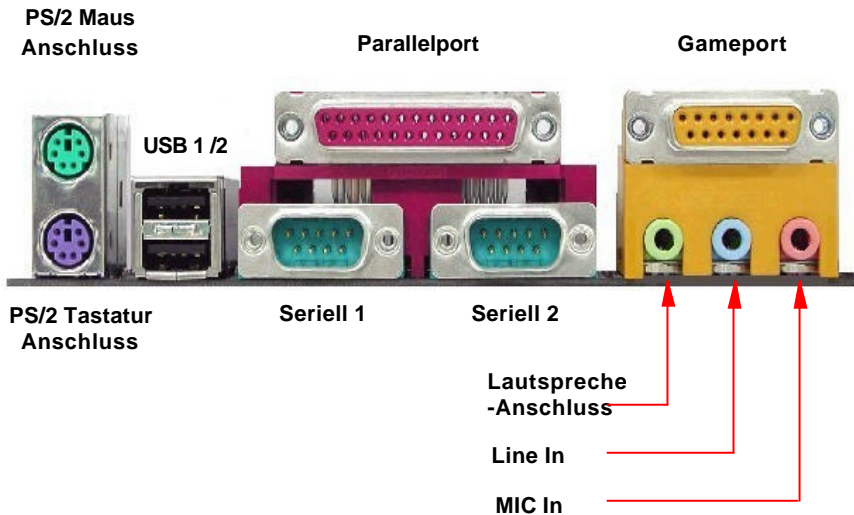 PS/2 Maus
Anschluss
Parallelport
Gameport
USB 1 /2
PS/2 Tastatur
Anschluss
Seriell 1
Seriell 2
Lautspreche
-Anschluss
Line In
MIC In